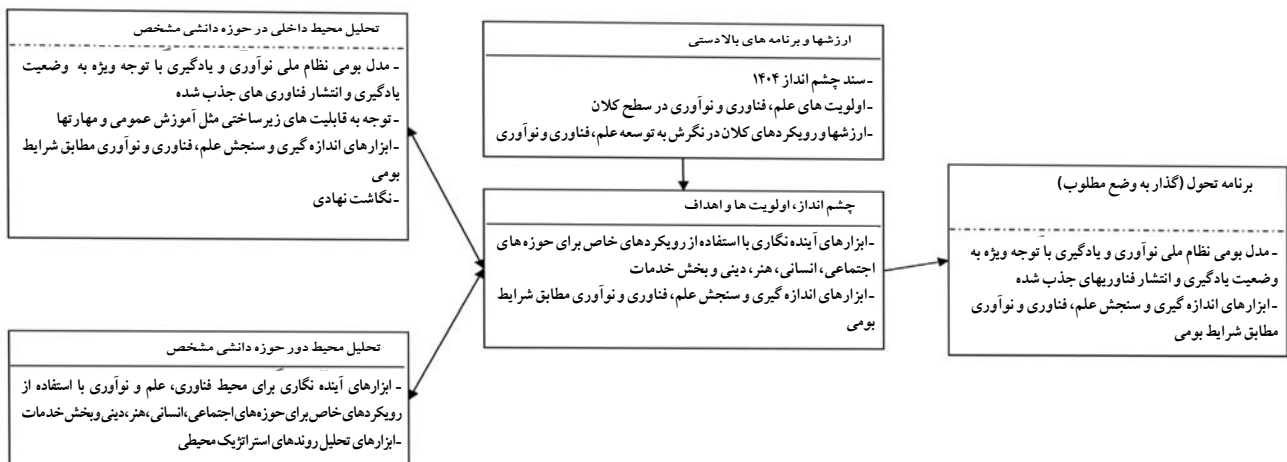 تحلیل محیط داخلی در حوزه دانشی مشخص
- مدل بومی نظام ملی نوآوری و یادگیری با توجه ویژه به وضعیت
یادگیری و انتشار فناوری های جذب شده
- توجه به قابلیت های زیرساختی مثل آموزش عمومی و مهارتها
-ابزارهای اندازه گیری و سنجش علم، فناوری و نوآوری مطابق شرایط
بومی
-نگاشت نهادی
ارزشها و برنامه های بالادستی
-سند چشم انداز ۱۴۰۴
-اولویت های علم، فناوری و نوآوری در سطح کلان
-ارزشها و رویکردهای کلان در نگرش به توسعه علم، فناوری و نوآوری
چشم انداز، اولویت ها و اهداف
-ابزارهای آینده نگاری با استفاده از رویکردهای خاص برای حوزه های
اجتماعی، انسانی، هنر، دینی و بخش خدمات
-ابزارهای اندازه گیری و سنجش علم، فناوری و نوآوری مطابق شرایط
بومی
برنامه تحول (گذار به وضع مطلوب)
-مدل بومی نظام ملی نوآوری و یادگیری با توجه ویژه به
وضعیت یادگیری و انتشار فناوریهای جذب شده
-ابزارهای اندازه گیری و سنجش علم، فناوری و نوآوری
مطابق شرایط بومی
تحلیل محیط دور حوزه دانشی مشخص
- ابزارهای آینده نگاری برای محیط فناوری، علم و نوآوری با استفاده از
رویکردهای خاص برای حوزه های اجتماعی، انسانی، هنر، دینی و بخش خدمات
-ابزارهای تحلیل روندهای استراتژیک محیطی